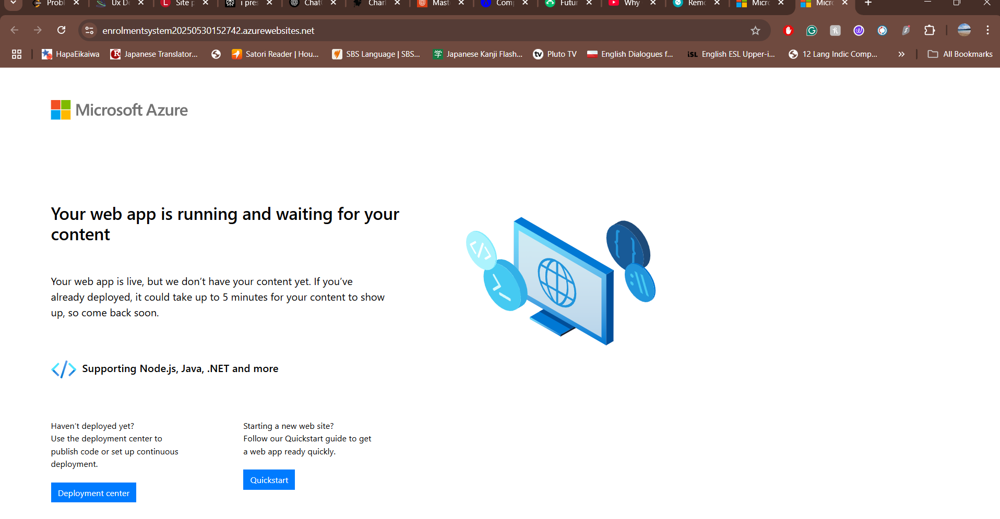 Probl
Ux De
Site p
i pres
Chat
Charl
Mast
Com
Futur
Why
Remo
Micro
Micro
enrolmentsystem20250530152742.azurewebsites.net
HapaEikaiwa
Japanese Translator...
Satori Reader | Hou...
SBS Language | SBS...
Japanese Kanji Flash...
Pluto TV
English Dialogues f...
English ESL Upper-i...
12 Lang Indic Comp...
All Bookmarks
Microsoft Azure
Your web app is running and waiting for your
content
Your web app is live, but we don’t have your content yet. If you’ve
already deployed, it could take up to 5 minutes for your content to show
up, so come back soon.
Supporting Node.js, Java, .NET and more
Haven’t deployed yet?
Use the deployment center to
publish code or set up continuous
deployment.
Deployment center
Starting a new web site?
Follow our Quickstart guide to get
a web app ready quickly.
Quickstart